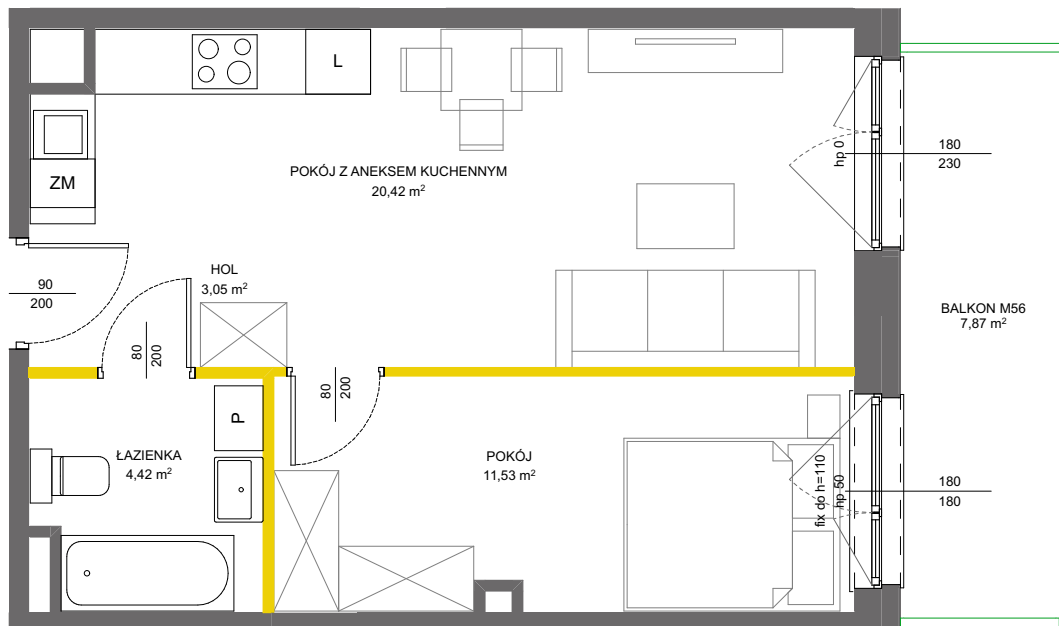 L
ZM
POKÓJ Z ANEKSEM KUCHENNYM
20,42 m²
hp 0
180
230
HOL
3,05 m²
90
200
80
200
BALKON M56
7,87 m²
80
200
P
ŁAZIENKA
4,42 m²
POKÓJ
11,53 m²
fix do h=110
hp 50
180
180